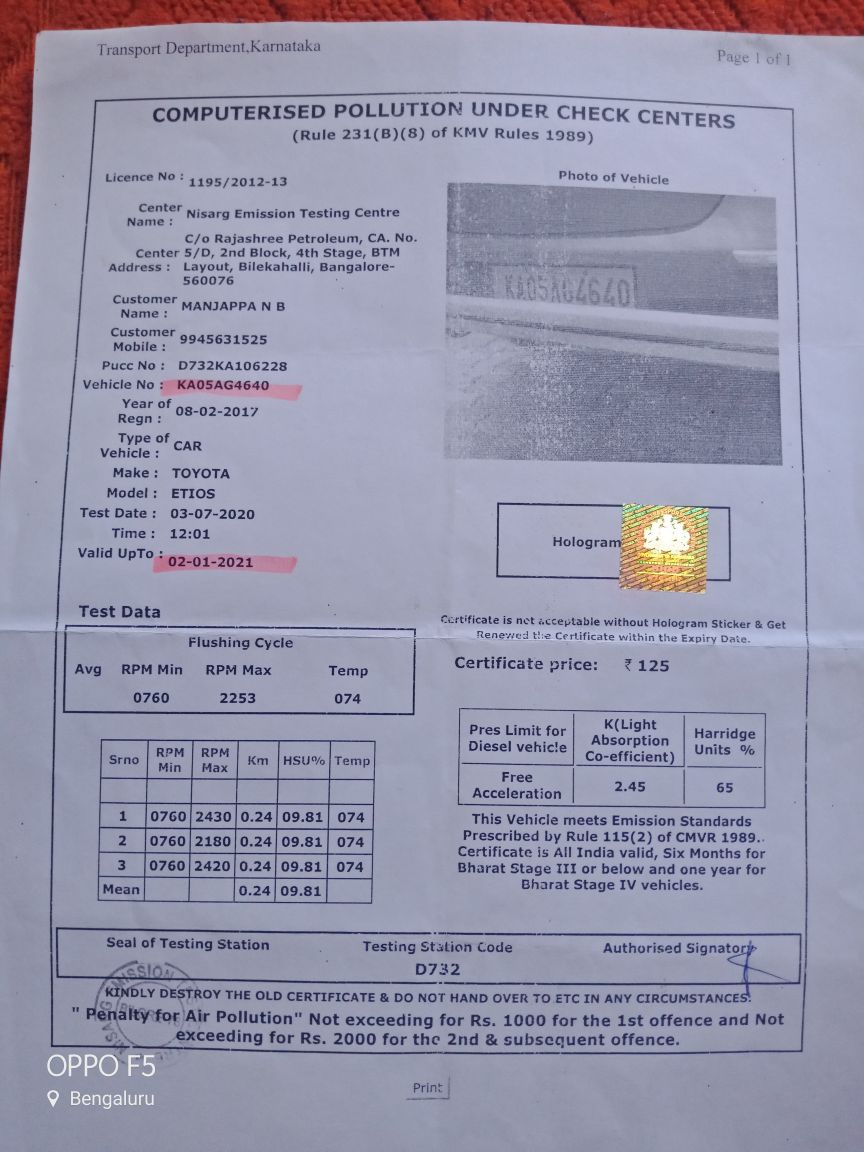 Transport Department,Karnataka
Page 1 of 1
COMPUTERISED POLLUTION UNDER CHECK CENTERS
(Rule 231(B)(8) of KMV Rules 1989)
Licence No : 1195/2012-13
Center Name : Nisarg Emission Testing Centre
Center Address : C/o Rajashree Petroleum, CA. No.
5/D, 2nd Block, 4th Stage, BTM
Layout, Bilekahalli, Bangalore-
560076
Customer Name : MANJAPPA N B
Customer Mobile : 9945631525
Pucc No : D732KA106228
Vehicle No : KA05AG4640
Year of Regn : 08-02-2017
Type of Vehicle : CAR
Make : TOYOTA
Model : ETIOS
Test Date : 03-07-2020
Time : 12:01
Valid UpTo : 02-01-2021
Photo of Vehicle
KA05AG4640
Hologram
Certificate is not acceptable without Hologram Sticker & Get
Renewed the Certificate within the Expiry Date.
Certificate price: ₹ 125
Test Data
Flushing Cycle
Avg RPM Min RPM Max Temp
0760 2253 074
Srno RPM Min RPM Max Km HSU% Temp
1 0760 2430 0.24 09.81 074
2 0760 2180 0.24 09.81 074
3 0760 2420 0.24 09.81 074
Mean 0.24 09.81
Pres Limit for Diesel vehicle K(Light Absorption Co-efficient) Harridge Units %
Free Acceleration 2.45 65
This Vehicle meets Emission Standards
Prescribed by Rule 115(2) of CMVR 1989..
Certificate is All India valid, Six Months for
Bharat Stage III or below and one year for
Bharat Stage IV vehicles.
Seal of Testing Station Testing Station Code Authorised Signatory
D732
KINDLY DESTROY THE OLD CERTIFICATE & DO NOT HAND OVER TO ETC IN ANY CIRCUMSTANCES.
" Penalty for Air Pollution" Not exceeding for Rs. 1000 for the 1st offence and Not
exceeding for Rs. 2000 for the 2nd & subsequent offence.
Print
OPPO F5
Bengaluru